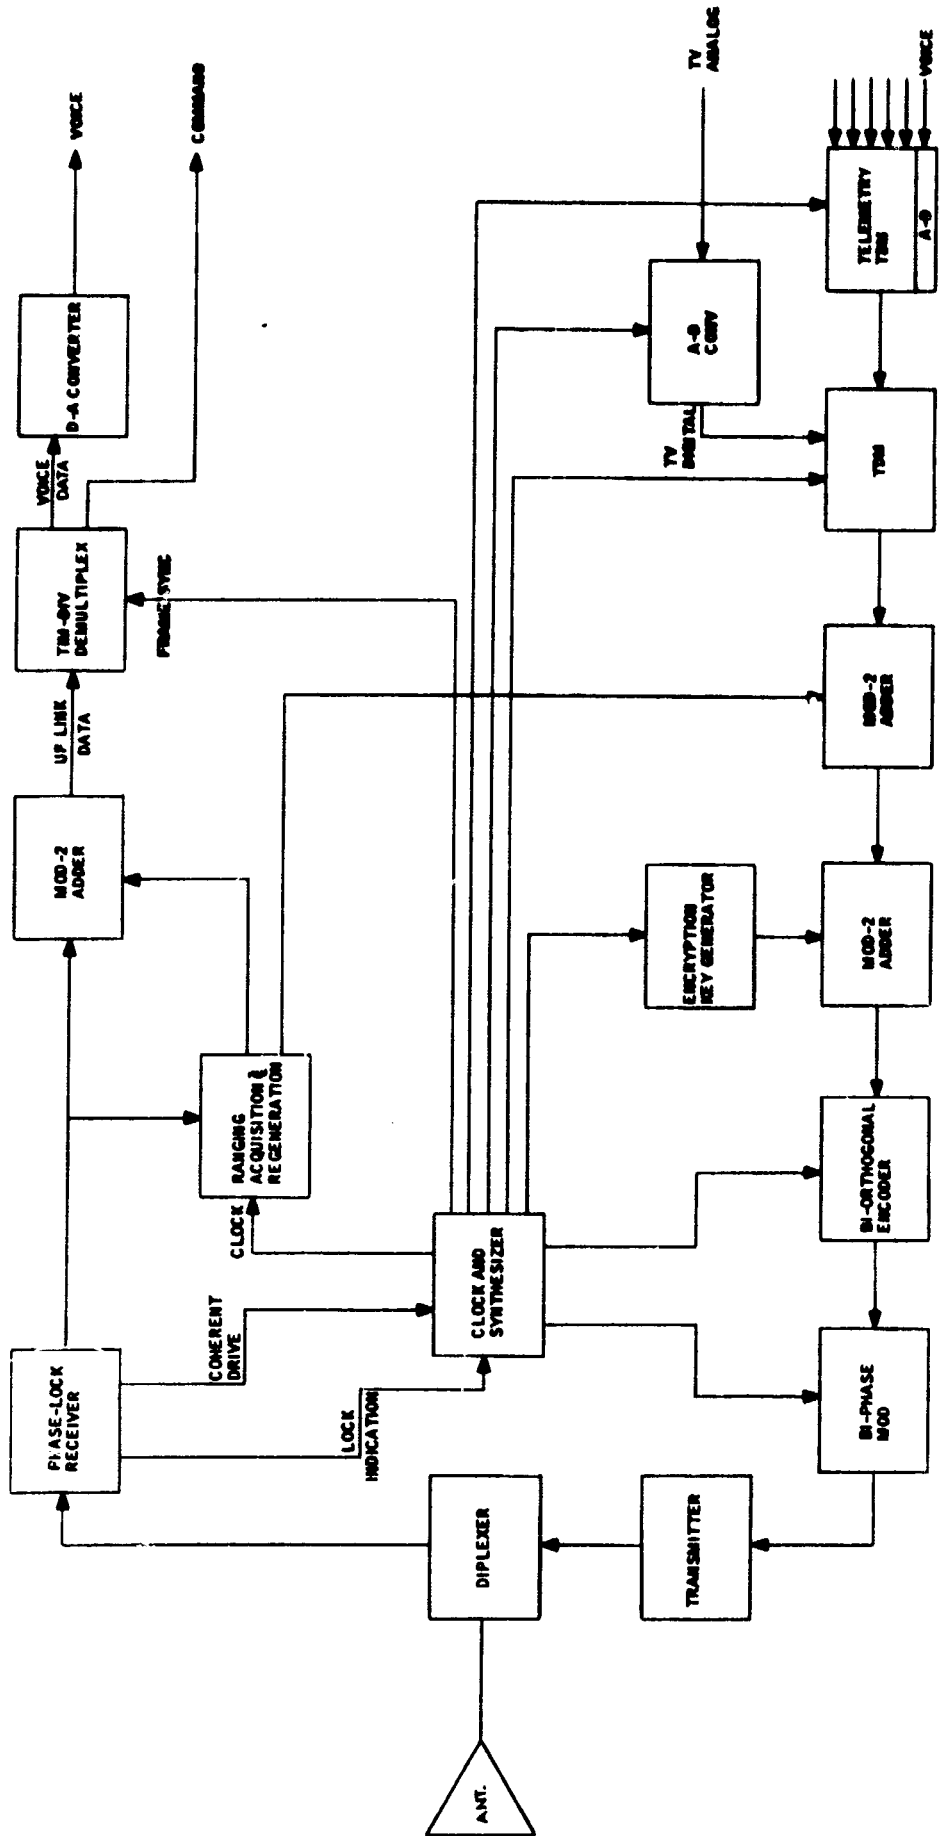 VOICE
COMMAND
D-A CONVERTER
VOICE
DATA
TIM-DIV
DEMULTIPLEX
FRAME SYNC
UP LINK
DATA
MOD-2
ADDER
RANGING
ACQUISITION &
REGENERATION
CLOCK
PHASE-LOCK
RECEIVER
COHERENT
DRIVE
LOCK
INDICATION
CLOCK AND
SYNTHESIZER
TV
ANALOG
A-D
CONV
TV
DIGITAL
VOICE
TELEMETRY
TDM
A-D
TDM
MOD-2
ADDER
ENCRYPTION
KEY GENERATOR
MOD-2
ADDER
BI-ORTHOGONAL
ENCODER
BI-PHASE
MOD
TRANSMITTER
DIPLEXER
ANT.